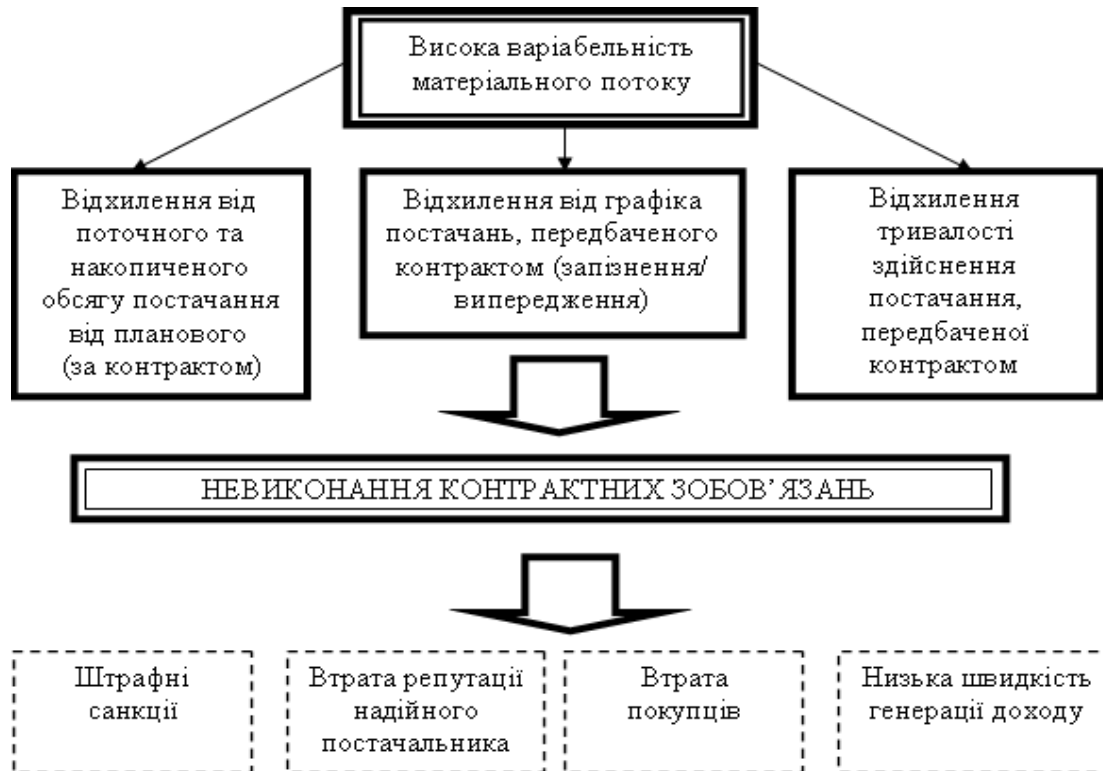 Висока варіабельність
матеріального потоку
Відхилення від
поточного та
накопиченого
обсягу постачання
від планового
(за контрактом)
Відхилення від графіка
постачань, передбаченого
контрактом (запізнення/
випередження)
Відхилення
тривалості
здійснення
постачання,
передбаченої
контрактом
НЕВИКОНАННЯ КОНТРАКТНИХ ЗОБОВ’ЯЗАНЬ
Штрафні
санкції
Втрата репутації
надійного
постачальника
Втрата
покупців
Низька швидкість
генерації доходу